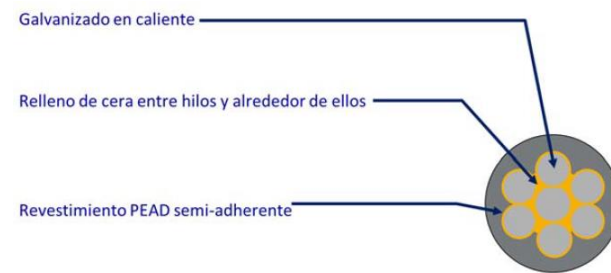 Galvanizado en caliente
Relleno de cera entre hilos y alrededor de ellos
Revestimiento PEAD semi-adherente